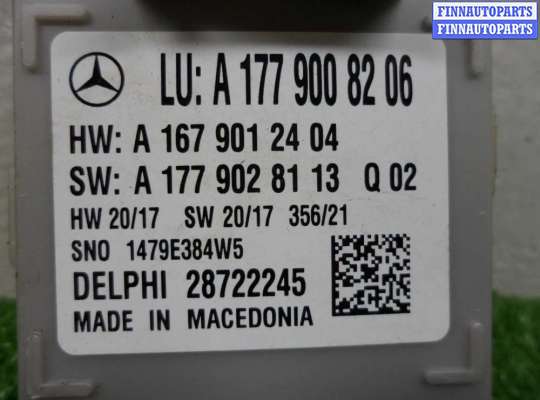 FINNAUTOPARTS
FINNAUTOPARTS
LU: A 177 900 82 06
HW: A 167 901 24 04
SW: A 177 902 81 13 Q 02
HW 20/17 SW 20/17 356/21
SNO 1479E384W5
DELPHI 28722245
MADE IN MACEDONIA